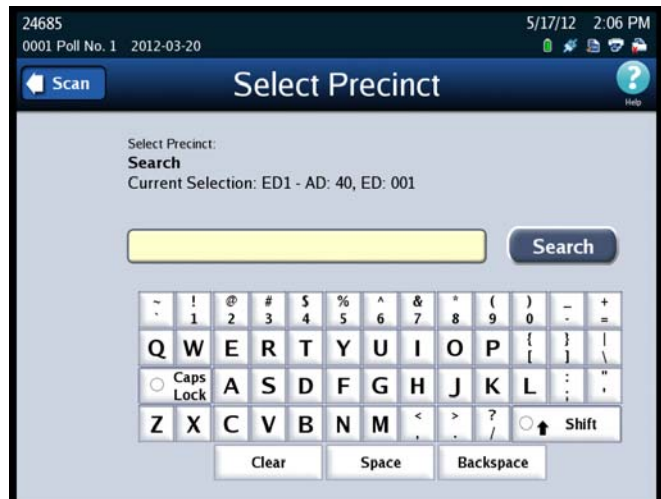 24685 5/17/12 2:06 PM
0001 Poll No. 1 2012-03-20
Scan Select Precinct Help
Select Precinct:
Search
Current Selection: ED1 - AD: 40, ED: 001
Search
~ ! @ # $ % ^ & * ( ) _ +
` 1 2 3 4 5 6 7 8 9 0 - =
Q W E R T Y U I O P { [ } ] | \
Caps Lock A S D F G H J K L : ; " '
Z X C V B N M < , > . ? / Shift
Clear Space Backspace